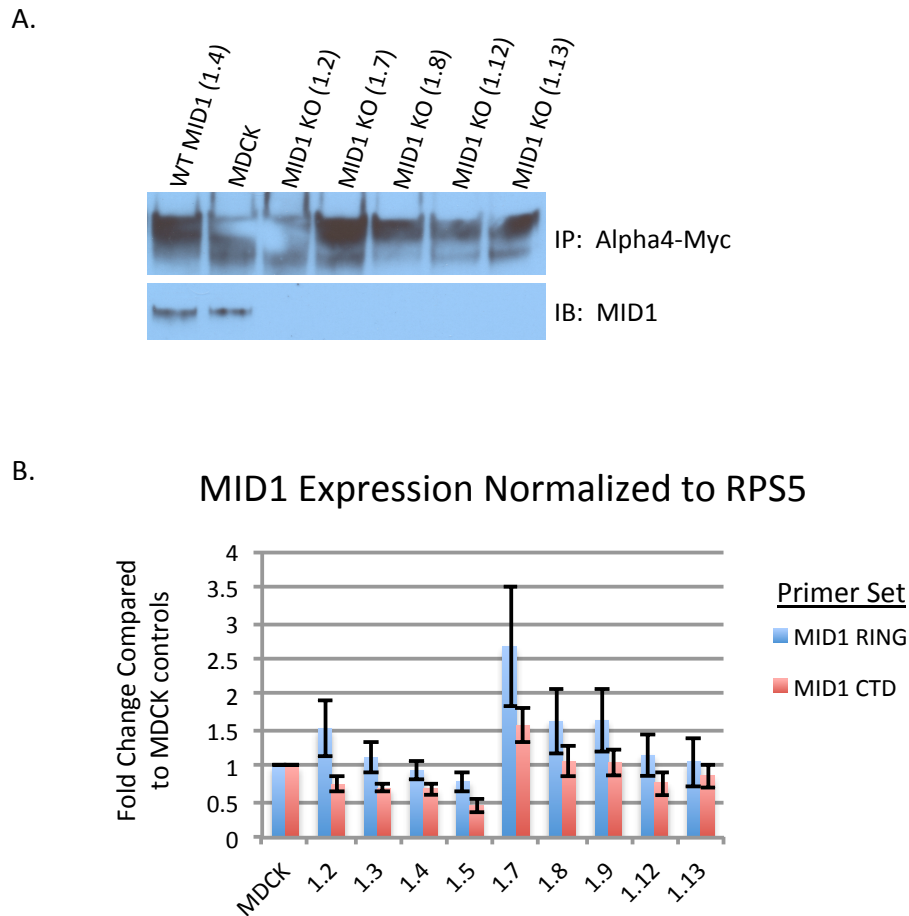 A.
WT MID1 (1.4)
MDCK
MID1 KO (1.2)
MID1 KO (1.7)
MID1 KO (1.8)
MID1 KO (1.12)
MID1 KO (1.13)
IP: Alpha4-Myc
IB: MID1
B.
MID1 Expression Normalized to RPS5
Fold Change Compared
to MDCK controls
4
3.5
3
2.5
2
1.5
1
0.5
0
MDCK
1.2
1.3
1.4
1.5
1.7
1.8
1.9
1.12
1.13
Primer Set
MID1 RING
MID1 CTD